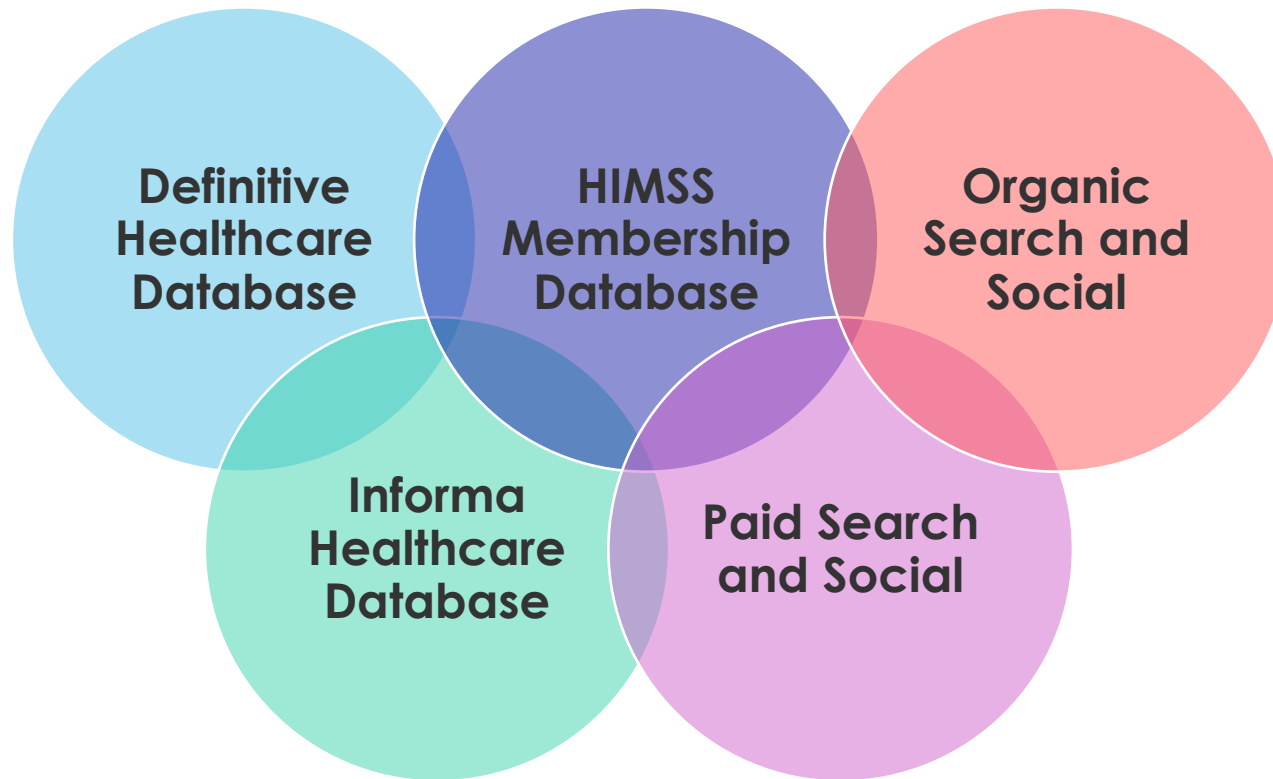 Definitive
Healthcare
Database
HIMSS
Membership
Database
Organic
Search and
Social
Informa
Healthcare
Database
Paid Search
and Social